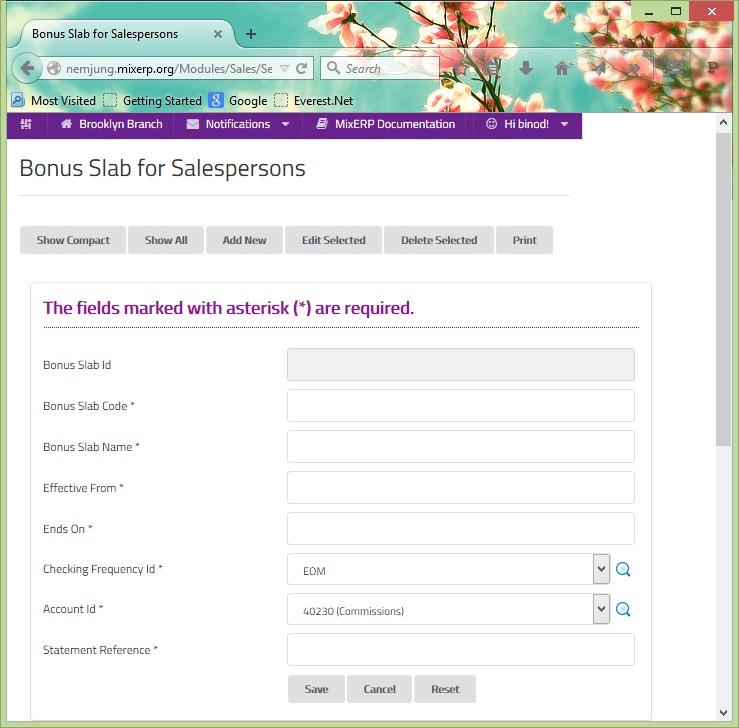 Bonus Slab for Salespersons
nemjung.mixerp.org/Modules/Sales/Se
Search
Most Visited Getting Started Google Everest.Net
Brooklyn Branch Notifications MixERP Documentation Hi binod!
Bonus Slab for Salespersons
Show Compact Show All Add New Edit Selected Delete Selected Print
The fields marked with asterisk (*) are required.
Bonus Slab Id
Bonus Slab Code *
Bonus Slab Name *
Effective From *
Ends On *
Checking Frequency Id * EOM
Account Id * 40230 (Commissions)
Statement Reference *
Save Cancel Reset